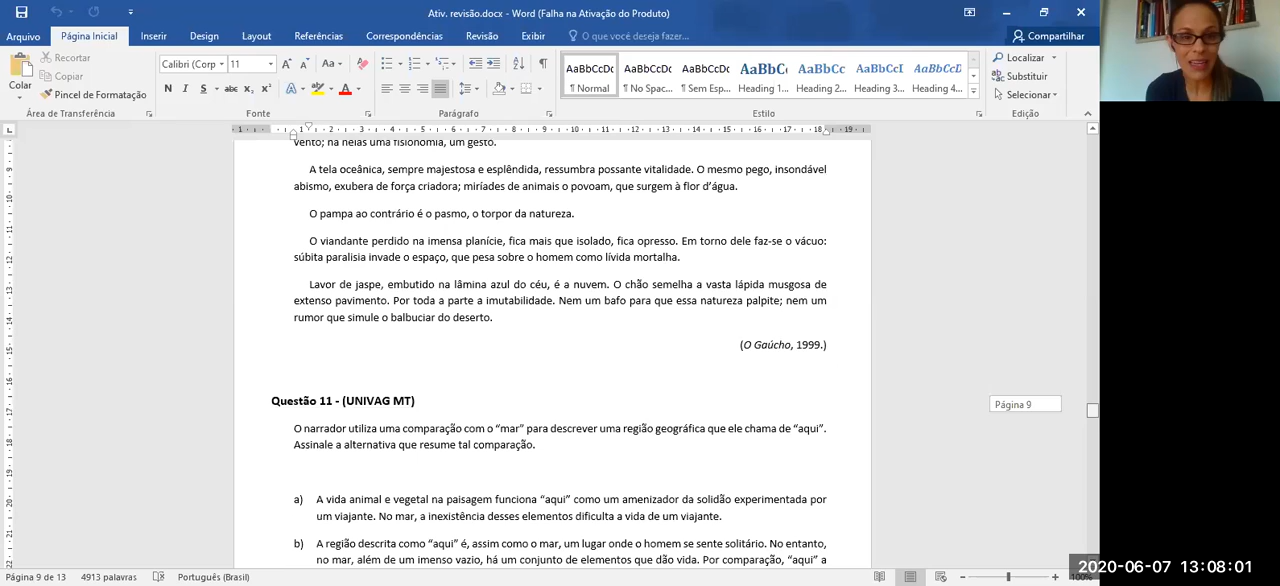 Ativ. revisão.docx - Word (Falha na Ativação do Produto)
Arquivo Página Inicial Inserir Design Layout Referências Correspondências Revisão Exibir O que você deseja fazer... Compartilhar
Colar
Recortar
Copiar
Pincel de Formatação
Área de Transferência
Calibri (Corp 11
Fonte
Parágrafo
AaBbCcDc AaBbCcDc AaBbCcDc AaBbC AaBbCc AaBbCcI AaBbCcD
¶ Normal ¶ No Spac... ¶ Sem Esp... Heading 1... Heading 2... Heading 3... Heading 4...
Estilo
Localizar
Substituir
Selecionar
Edição
vento; há nelas uma fisionomia, um gesto.
A tela oceânica, sempre majestosa e esplêndida, ressumbra possante vitalidade. O mesmo pego, insondável
abismo, exubera de força criadora; miríades de animais o povoam, que surgem à flor d’água.
O pampa ao contrário é o pasmo, o torpor da natureza.
O viandante perdido na imensa planície, fica mais que isolado, fica opresso. Em torno dele faz-se o vácuo:
súbita paralisia invade o espaço, que pesa sobre o homem como lívida mortalha.
Lavor de jaspe, embutido na lâmina azul do céu, é a nuvem. O chão semelha a vasta lápida musgosa de
extenso pavimento. Por toda a parte a imutabilidade. Nem um bafo para que essa natureza palpite; nem um
rumor que simule o balbuciar do deserto.
(O Gaúcho, 1999.)
Questão 11 - (UNIVAG MT)
Página 9
O narrador utiliza uma comparação com o “mar” para descrever uma região geográfica que ele chama de “aqui”.
Assinale a alternativa que resume tal comparação.
a) A vida animal e vegetal na paisagem funciona “aqui” como um amenizador da solidão experimentada por
um viajante. No mar, a inexistência desses elementos dificulta a vida de um viajante.
b) A região descrita como “aqui” é, assim como o mar, um lugar onde o homem se sente solitário. No entanto,
no mar, além de um imenso vazio, há um conjunto de elementos que dão vida. Por comparação, “aqui” a
Página 9 de 13 4913 palavras Português (Brasil) 100%
2020-06-07 13:08:01